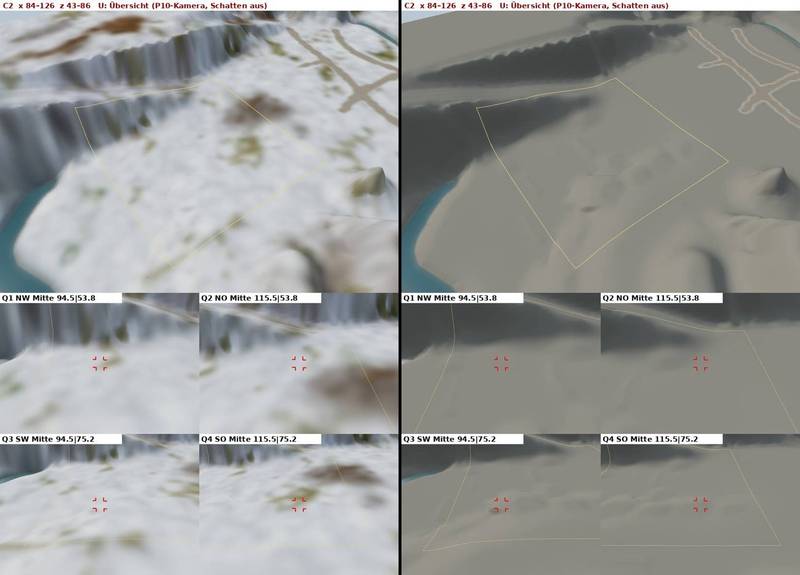 C2 x 84-126 z 43-86 U: Übersicht (P10-Kamera, Schatten aus)
C2 x 84-126 z 43-86 U: Übersicht (P10-Kamera, Schatten aus)
Q1 NW Mitte 94.5|53.8
Q2 NO Mitte 115.5|53.8
Q1 NW Mitte 94.5|53.8
Q2 NO Mitte 115.5|53.8
Q3 SW Mitte 94.5|75.2
Q4 SO Mitte 115.5|75.2
Q3 SW Mitte 94.5|75.2
Q4 SO Mitte 115.5|75.2